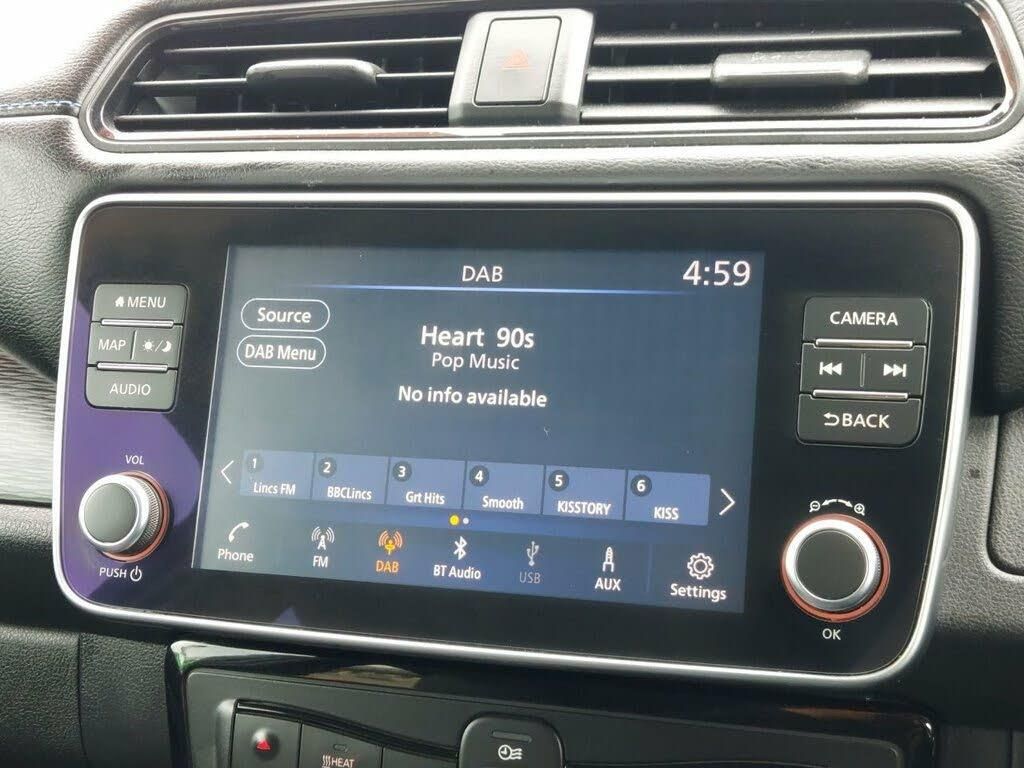 DAB
4:59
MENU
MAP
AUDIO
VOL
PUSH
Source
DAB Menu
Heart 90s
Pop Music
No info available
1 Lincs FM
2 BBCLincs
3 Grt Hits
4 Smooth
5 KISSTORY
6 KISS
Phone
FM
DAB
BT Audio
USB
AUX
Settings
CAMERA
BACK
OK
HEAT